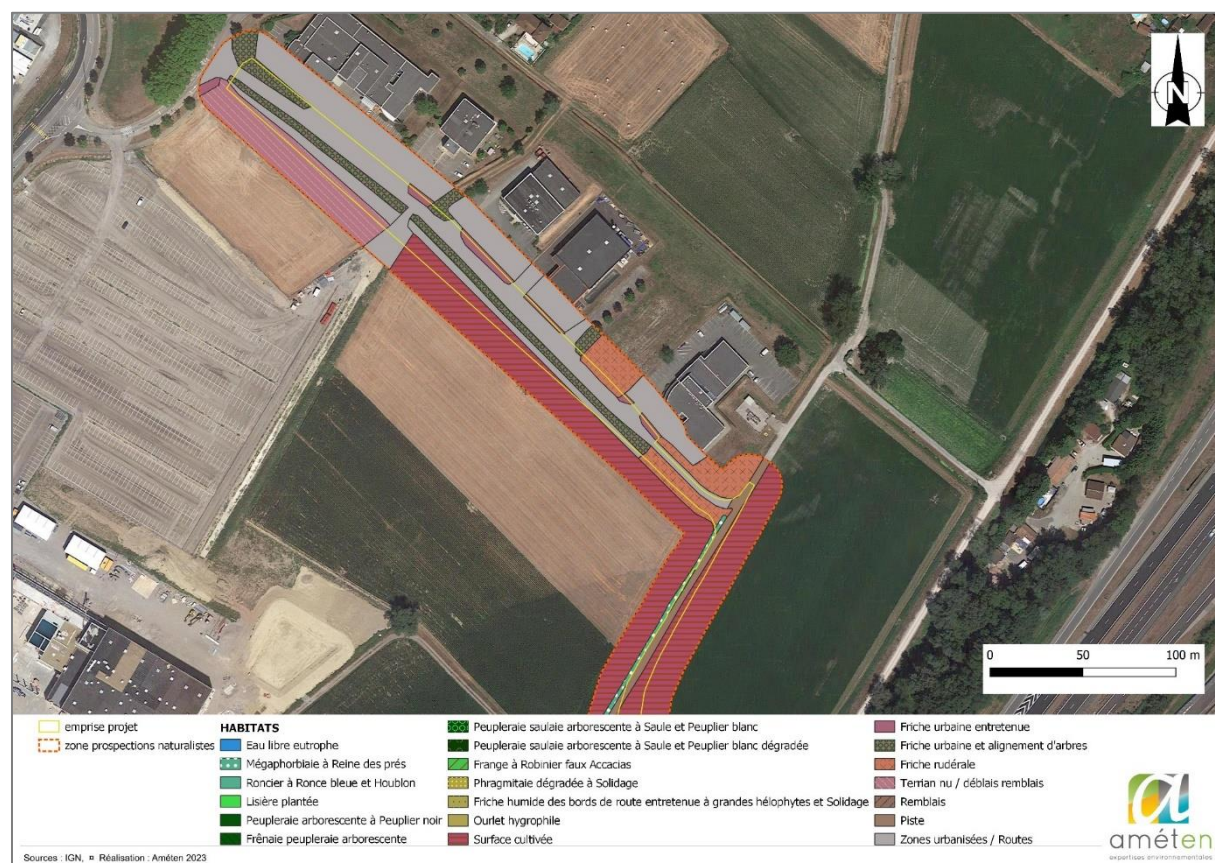 N
0 50 100 m
emprise projet
zone prospections naturalistes
HABITATS
Eau libre eutrophe
Mégaphorbiaie à Reine des prés
Roncier à Ronce bleue et Houblon
Lisière plantée
Peupleraie arborescente à Peuplier noir
Frênaie peupleraie arborescente
Peupleraie saulaie arborescente à Saule et Peuplier blanc
Peupleraie saulaie arborescente à Saule et Peuplier blanc dégradée
Frange à Robinier faux Accacias
Phragmitaie dégradée à Solidage
Friche humide des bords de route entretenue à grandes hélophytes et Solidage
Ourlet hygrophile
Surface cultivée
Friche urbaine entretenue
Friche urbaine et alignement d'arbres
Friche rudérale
Terrian nu / déblais remblais
Remblais
Piste
Zones urbanisées / Routes
améten
expertises environnementales
Sources : IGN, ¤ Réalisation : Améten 2023